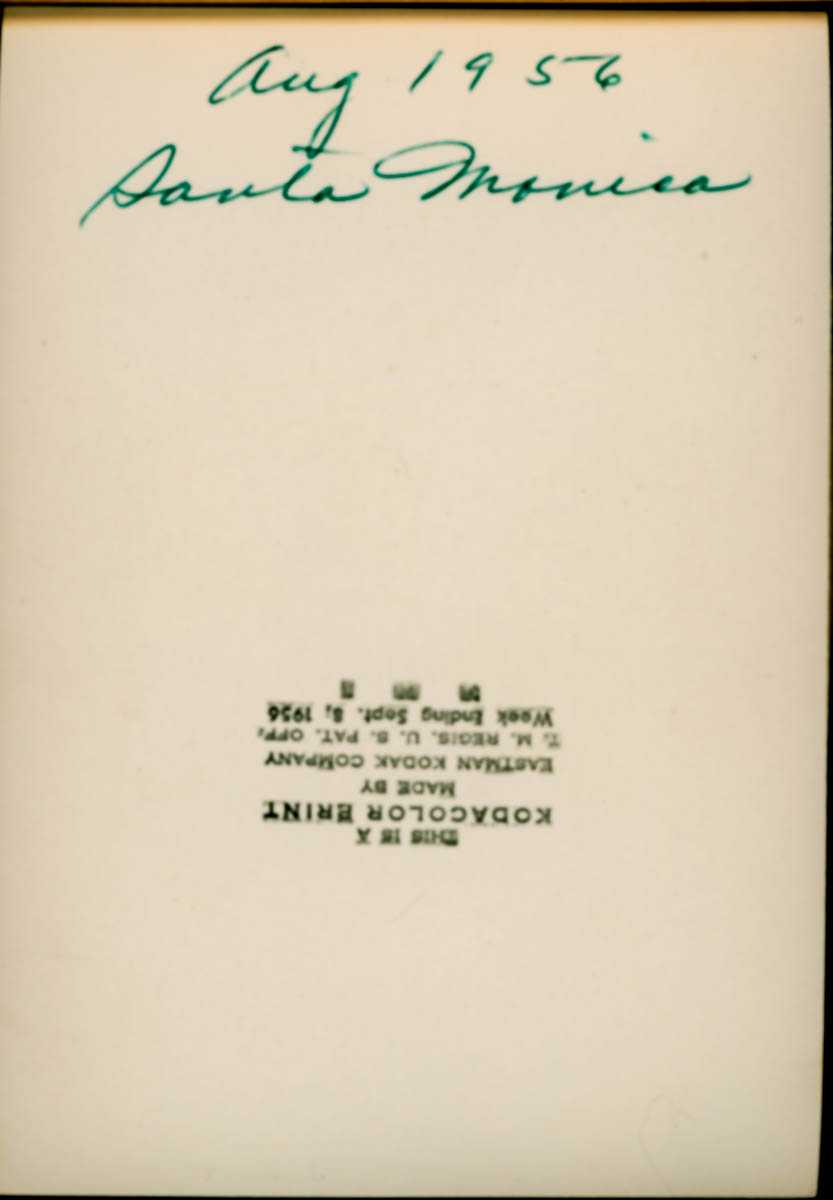 Aug 1956
Santa Monica
THIS IS A
KODACOLOR PRINT
MADE BY
EASTMAN KODAK COMPANY
T. M. REGIS. U. S. PAT. OFF.
Week Ending Sept. 8, 1956